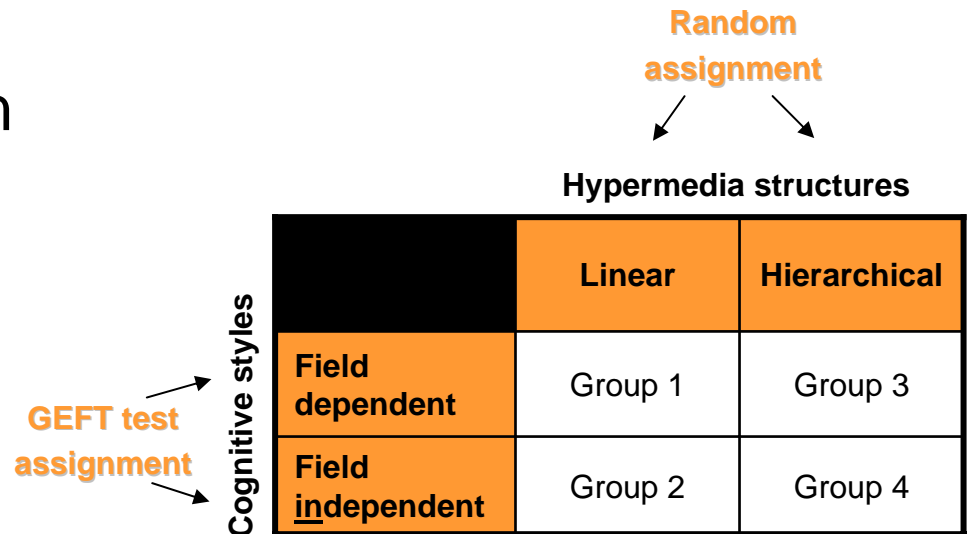 Random
assignment
Hypermedia structures
Linear Hierarchical
Cognitive styles
GEFT test
assignment
Field
dependent
Group 1 Group 3
Field
independent
Group 2 Group 4